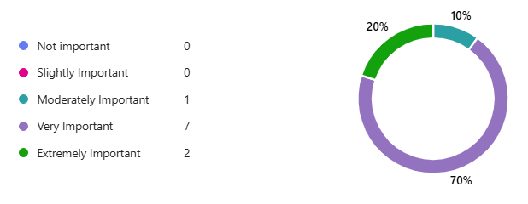 Not important 0
Slightly Important 0
Moderately Important 1
Very Important 7
Extremely Important 2
10%
20%
70%